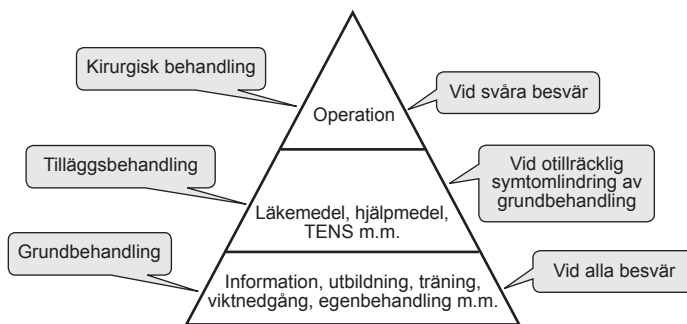 Kirurgisk behandling
Operation
Vid svåra besvär
Tilläggsbehandling
Läkemedel, hjälpmedel,
TENS m.m.
Vid otillräcklig
symtomlindring av
grundbehandling
Grundbehandling
Information, utbildning, träning,
viktnedgång, egenbehandling m.m.
Vid alla besvär